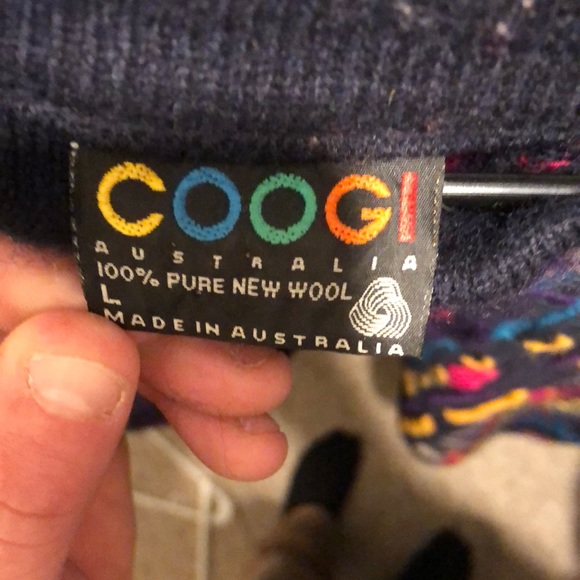 COOGI
AUSTRALIA
100% PURE NEW WOOL
L
MADE IN AUSTRALIA